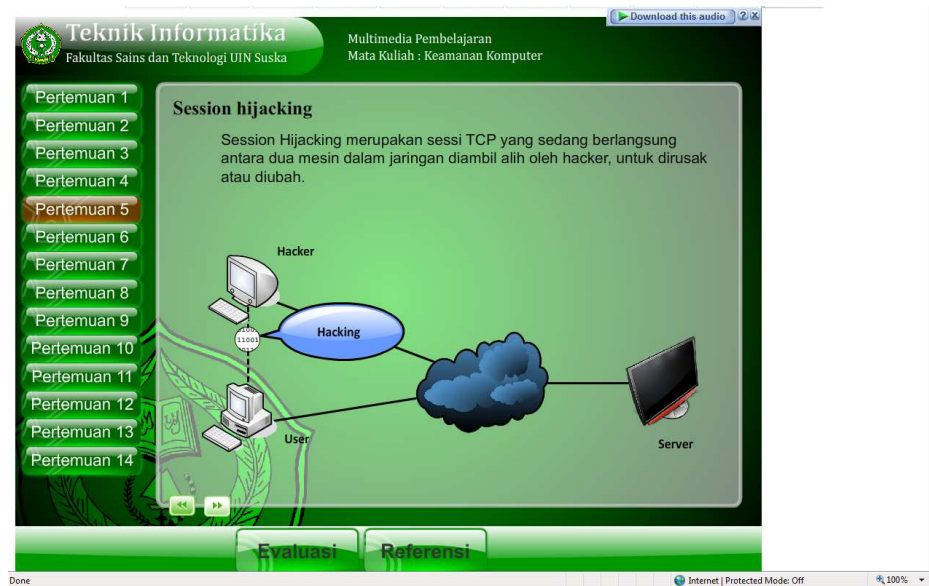 Download this audio
Teknik Informatika
Fakultas Sains dan Teknologi UIN Suska
Multimedia Pembelajaran
Mata Kuliah : Keamanan Komputer
Pertemuan 1
Pertemuan 2
Pertemuan 3
Pertemuan 4
Pertemuan 5
Pertemuan 6
Pertemuan 7
Pertemuan 8
Pertemuan 9
Pertemuan 10
Pertemuan 11
Pertemuan 12
Pertemuan 13
Pertemuan 14
Session hijacking
Session Hijacking merupakan sessi TCP yang sedang berlangsung
antara dua mesin dalam jaringan diambil alih oleh hacker, untuk dirusak
atau diubah.
Hacker
Hacking
11001
User
Server
Evaluasi
Referensi
Done
Internet | Protected Mode: Off
100%